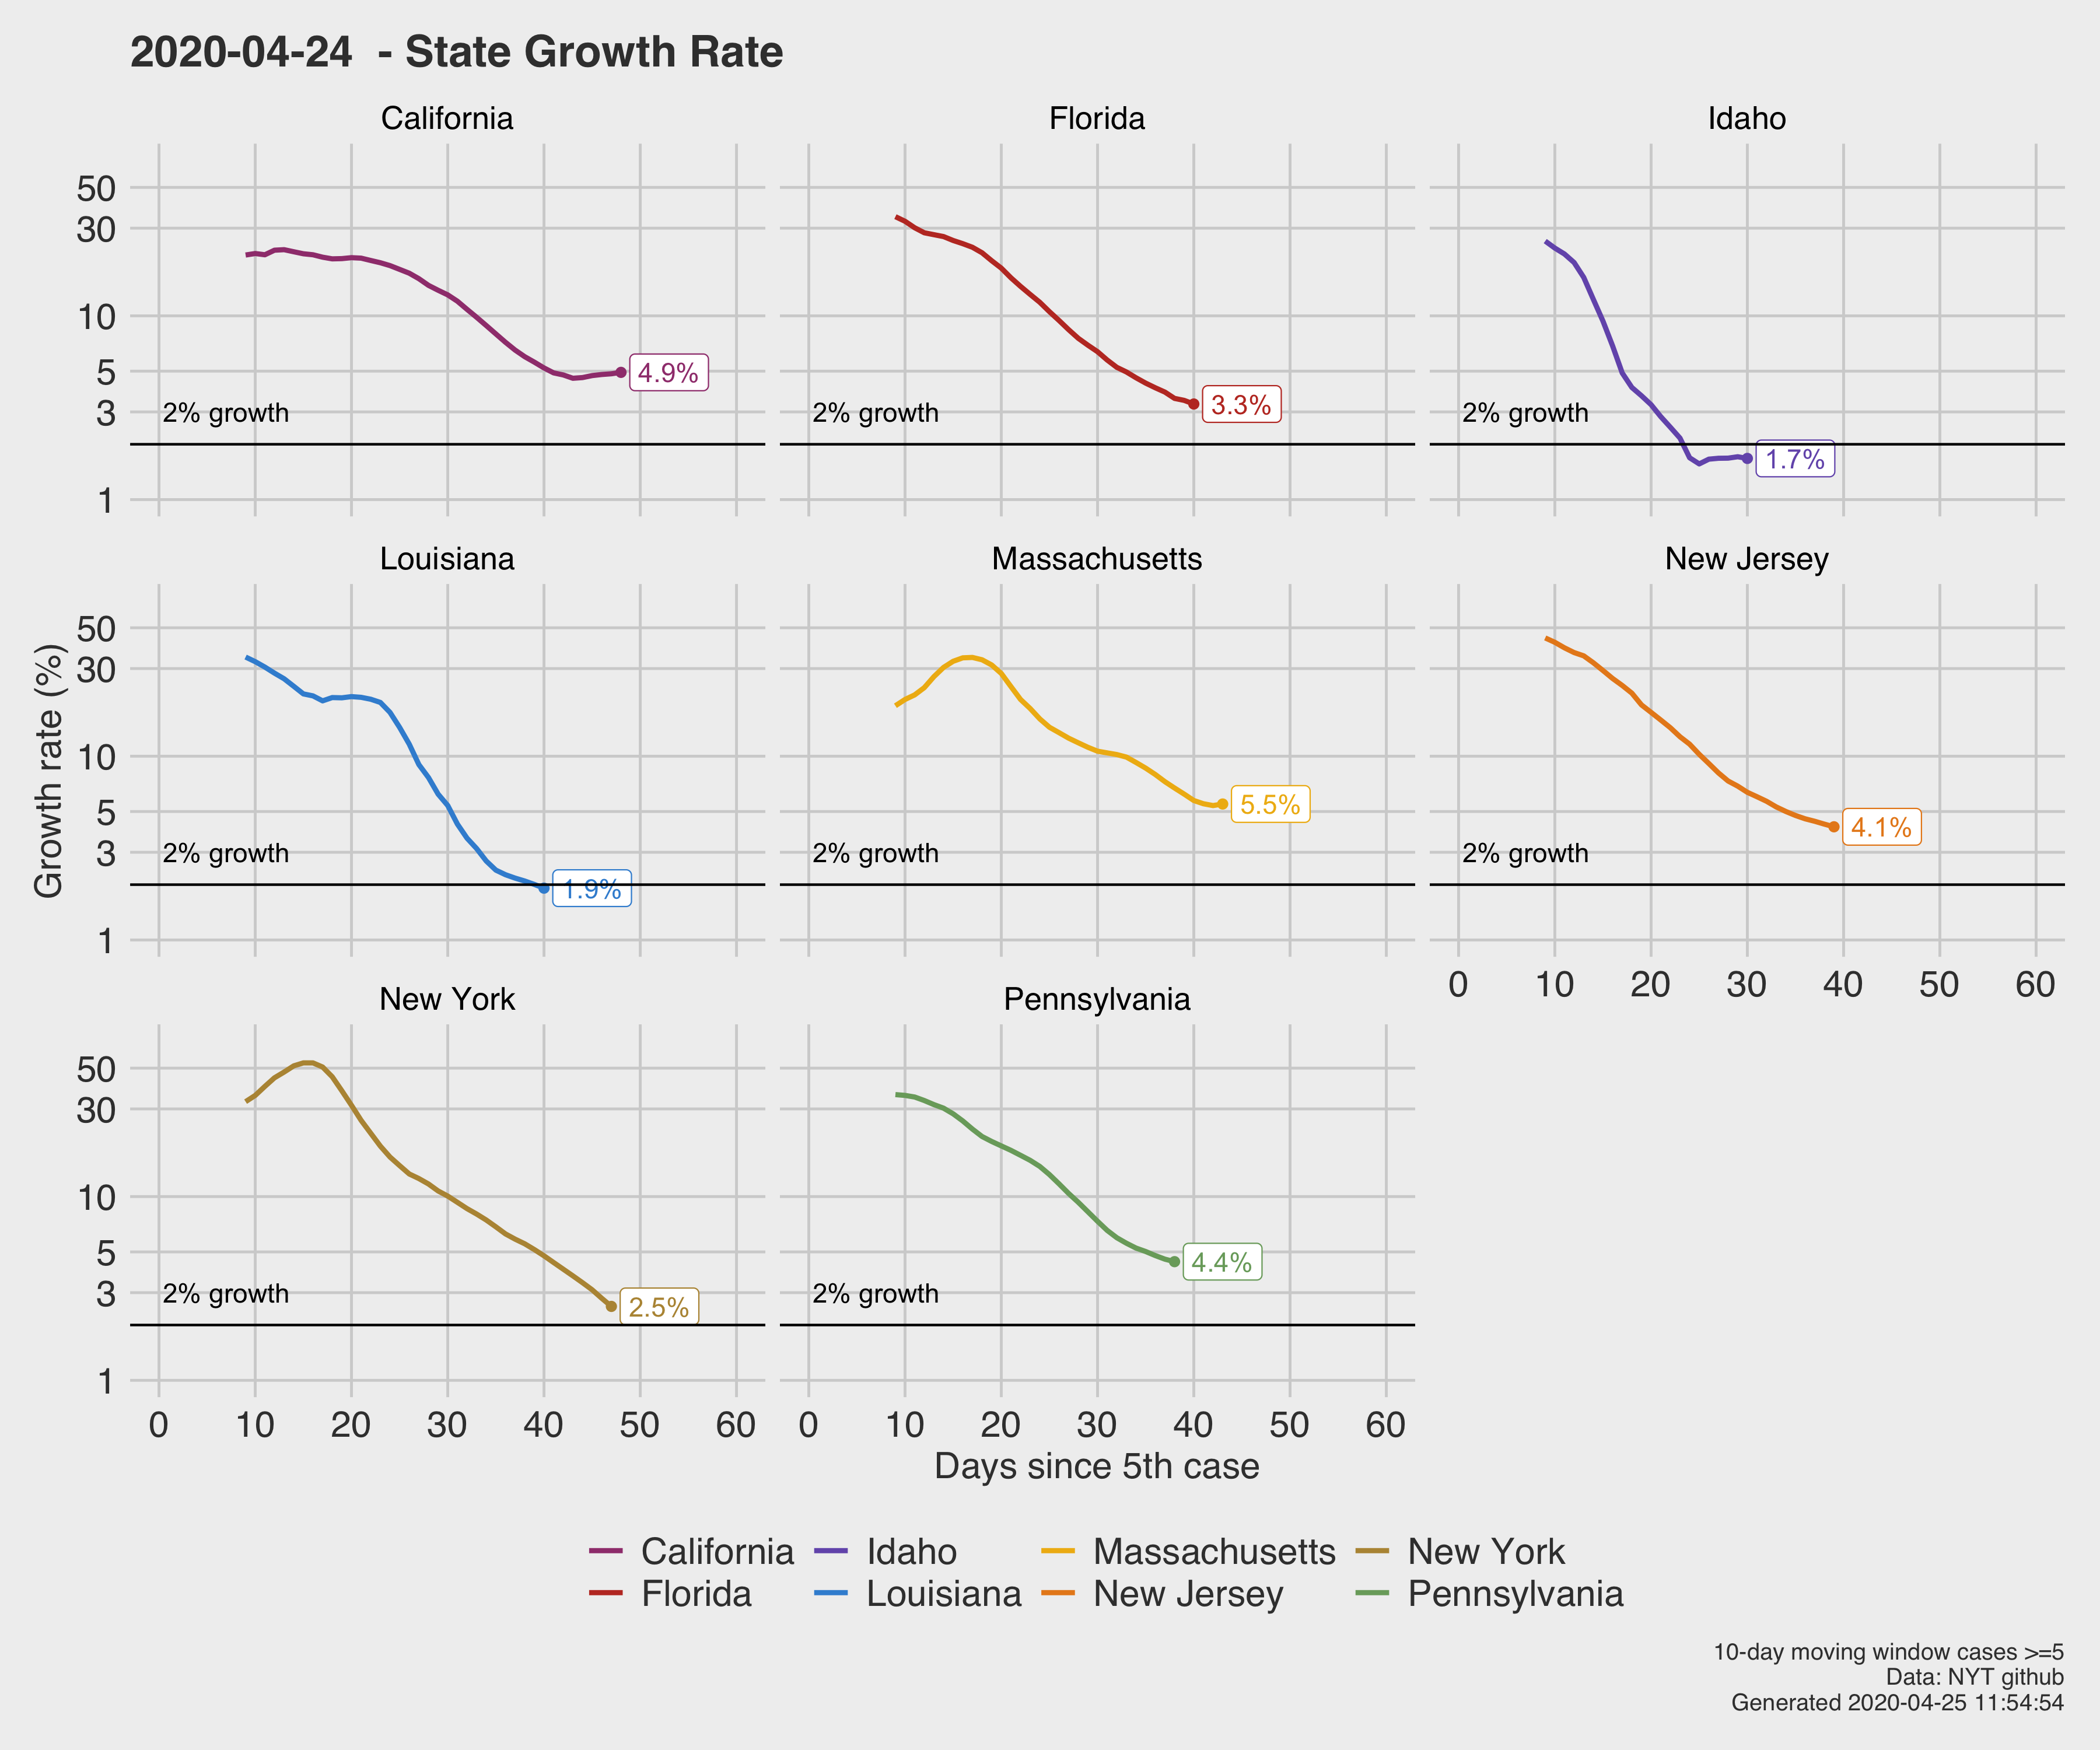 2020-04-24  - State Growth Rate
California
Florida
Idaho
50
30
10
5
3
1
2% growth
4.9%
2% growth
3.3%
2% growth
1.7%
Louisiana
Massachusetts
New Jersey
Growth rate (%)
50
30
10
5
3
1
2% growth
1.9%
2% growth
5.5%
2% growth
4.1%
0 10 20 30 40 50 60
New York
Pennsylvania
50
30
10
5
3
1
2% growth
2.5%
2% growth
4.4%
0 10 20 30 40 50 60
0 10 20 30 40 50 60
Days since 5th case
California Idaho Massachusetts New York
Florida Louisiana New Jersey Pennsylvania
10-day moving window cases >=5
Data: NYT github
Generated 2020-04-25 11:54:54